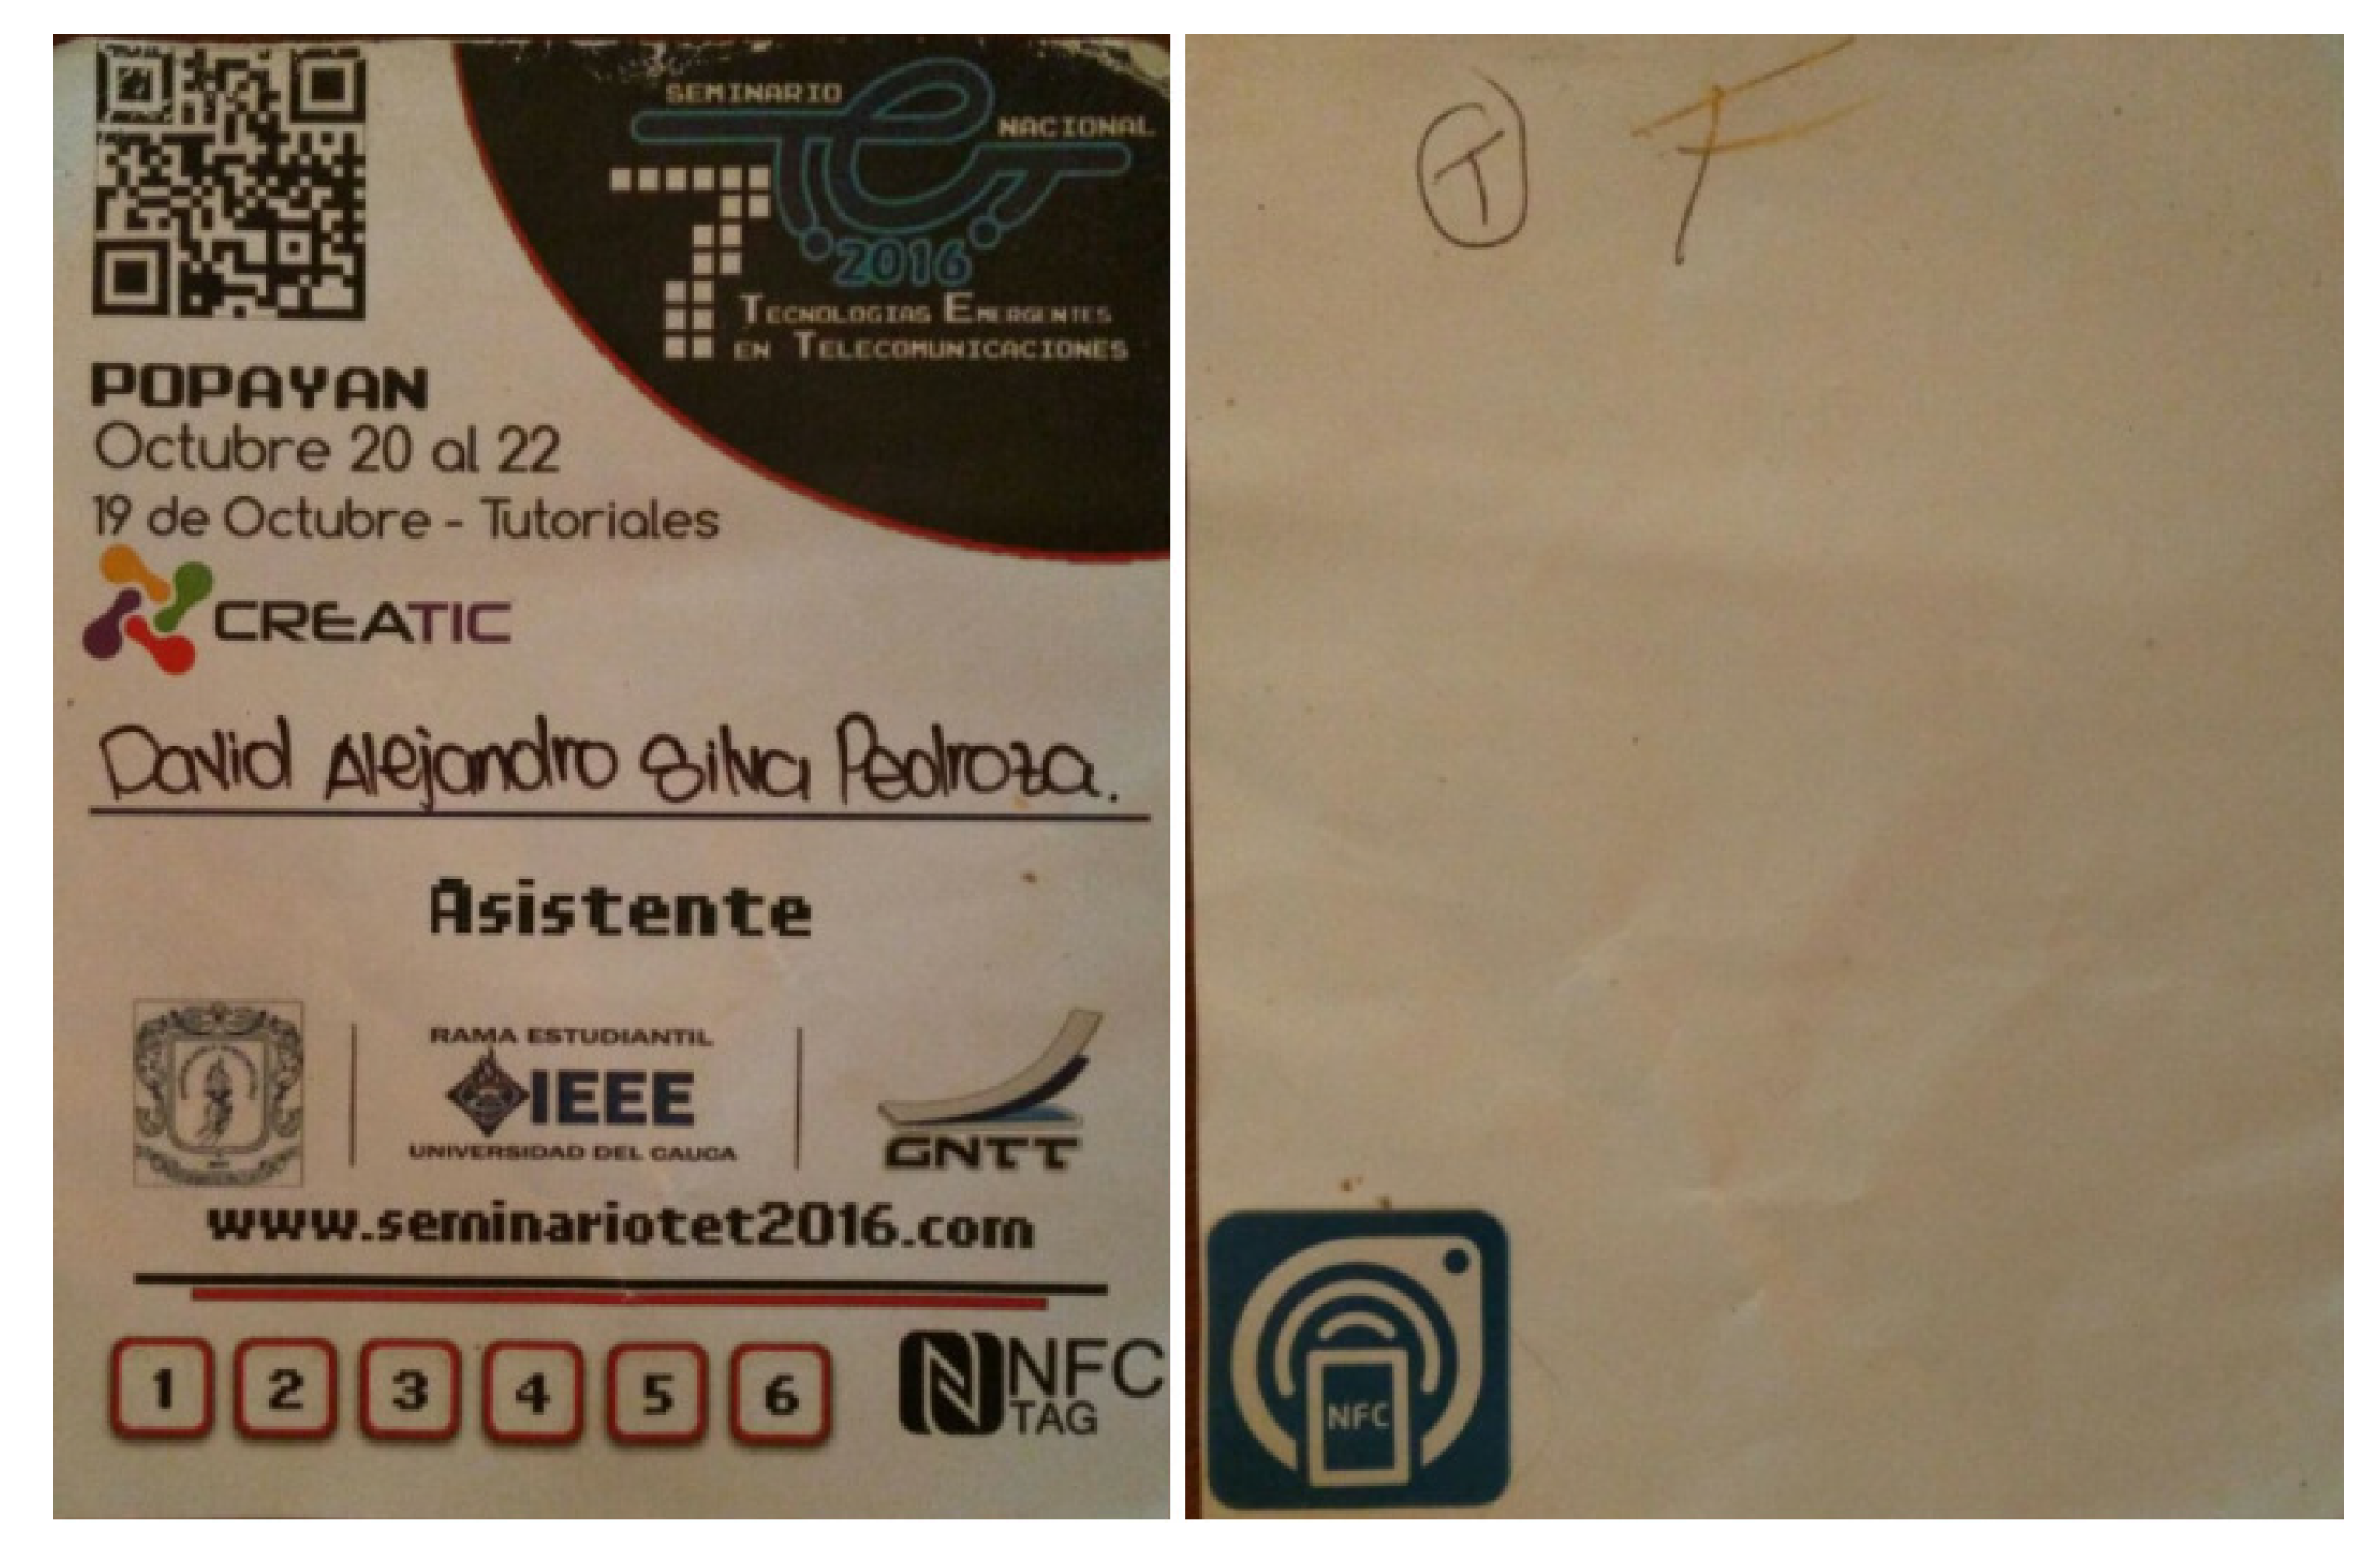 SEMINARIO
TET
NACIONAL
7
2016
TECNOLOGIAS EMERGENTES
EN TELECOMUNICACIONES
POPAYAN
Octubre 20 al 22
19 de Octubre - Tutoriales
CREATIC
David Alejandro Silva Pedroza.
Asistente
RAMA ESTUDIANTIL
IEEE
UNIVERSIDAD DEL CAUCA
GNTT
www.seminariotet2016.com
1 2 3 4 5 6
NFC
TAG
T F
NFC